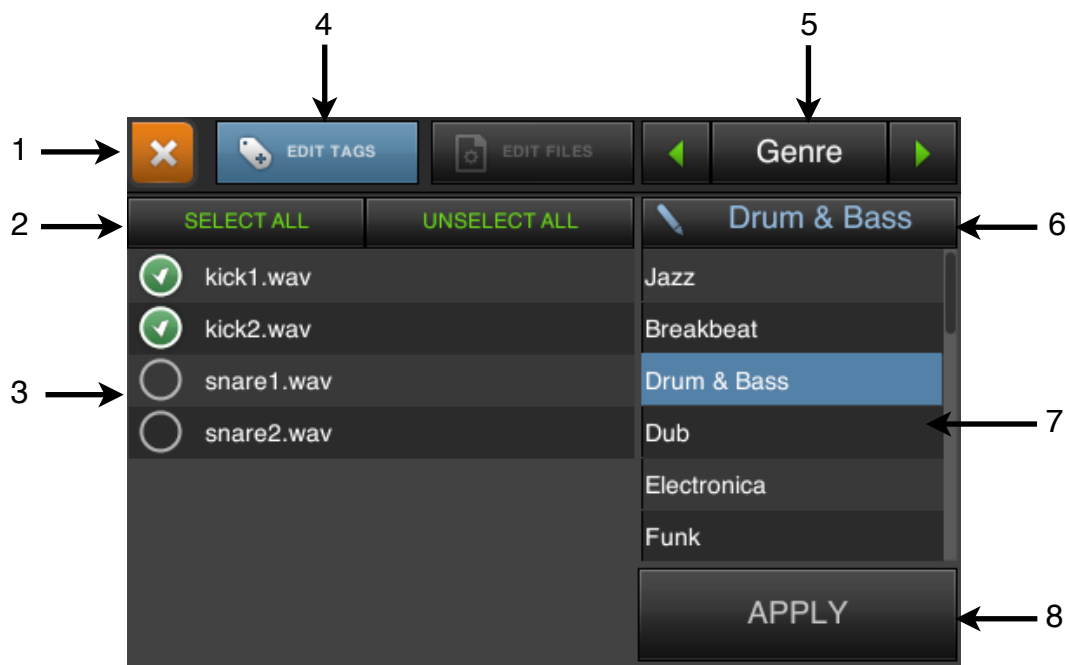 4 5
1 EDIT TAGS EDIT FILES Genre
2 SELECT ALL UNSELECT ALL Drum & Bass 6
kick1.wav Jazz
kick2.wav Breakbeat
3 snare1.wav Drum & Bass
snare2.wav Dub 7
Electronica
Funk
APPLY 8